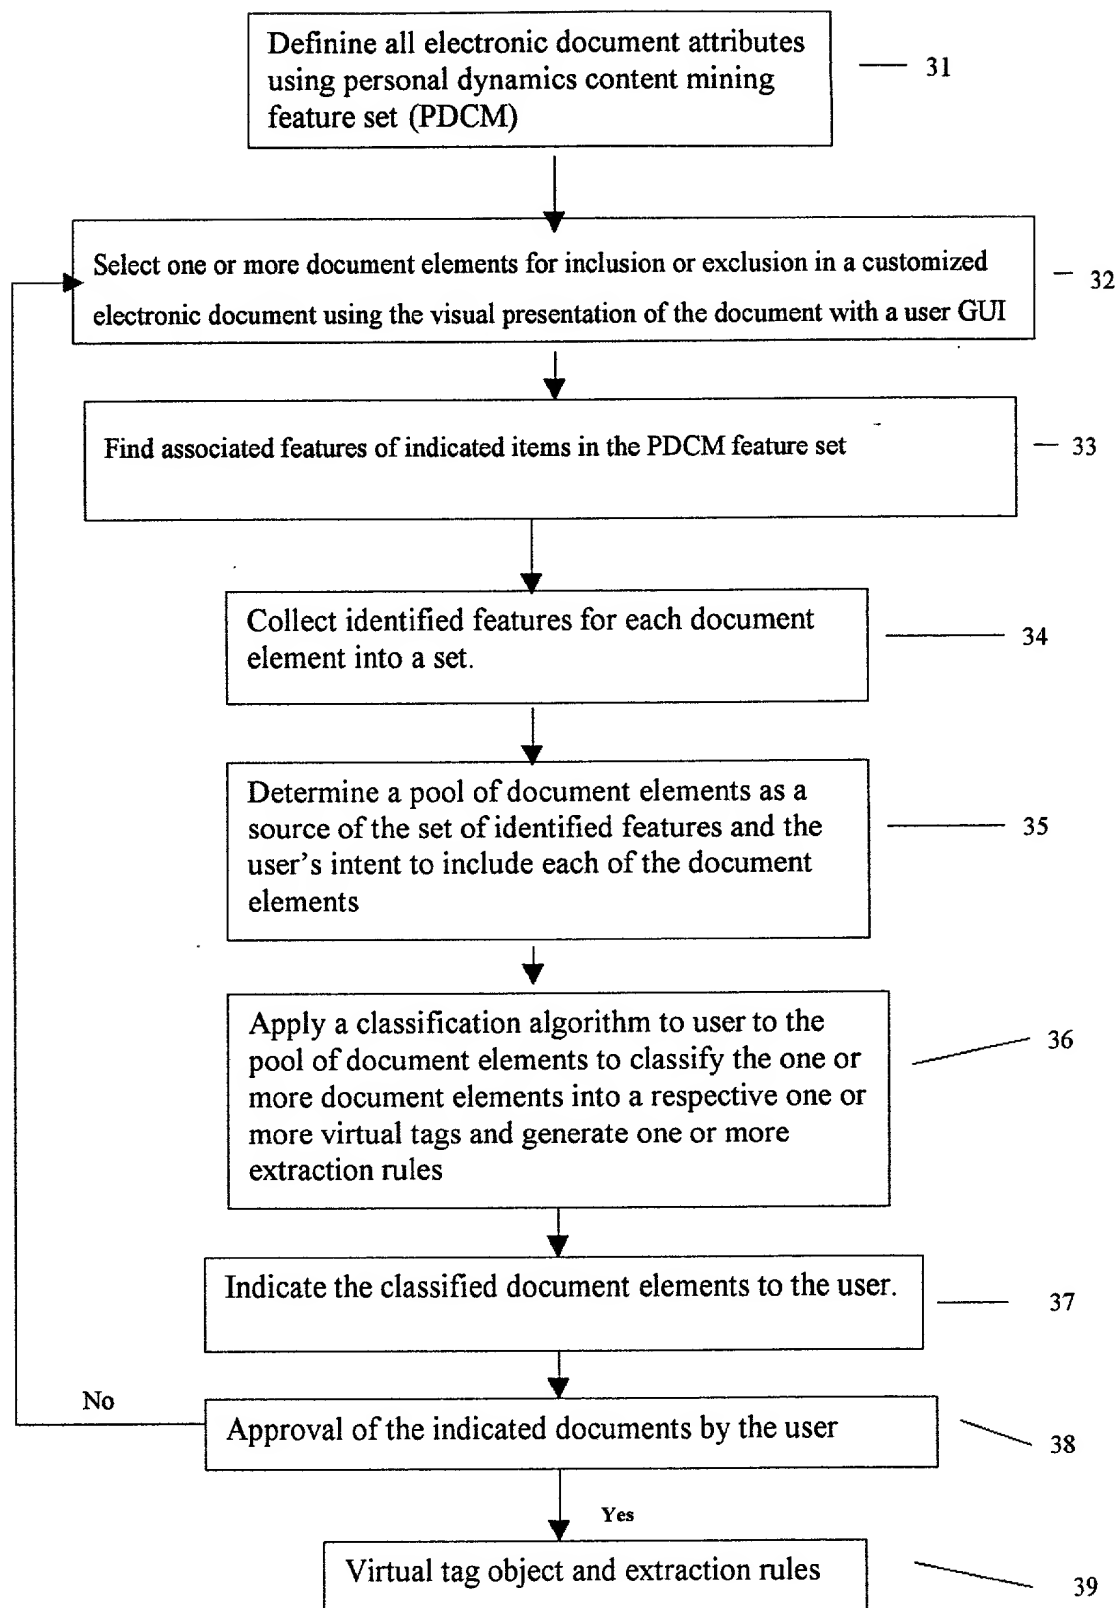 Definine all electronic document attributes
using personal dynamics content mining
feature set (PDCM)
31
Select one or more document elements for inclusion or exclusion in a customized
electronic document using the visual presentation of the document with a user GUI
32
Find associated features of indicated items in the PDCM feature set
33
Collect identified features for each document
element into a set.
34
Determine a pool of document elements as a
source of the set of identified features and the
user's intent to include each of the document
elements
35
Apply a classification algorithm to user to the
pool of document elements to classify the one or
more document elements into a respective one or
more virtual tags and generate one or more
extraction rules
36
Indicate the classified document elements to the user.
37
No
Approval of the indicated documents by the user
38
Yes
Virtual tag object and extraction rules
39